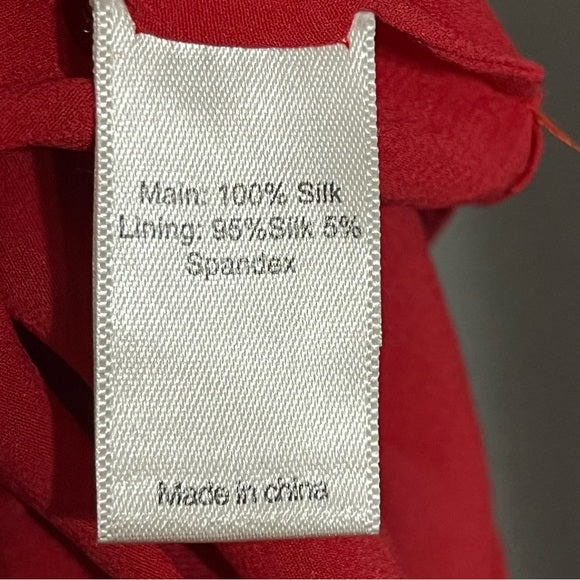 Main: 100% Silk
Lining: 95%Silk 5%
Spandex
Made in china